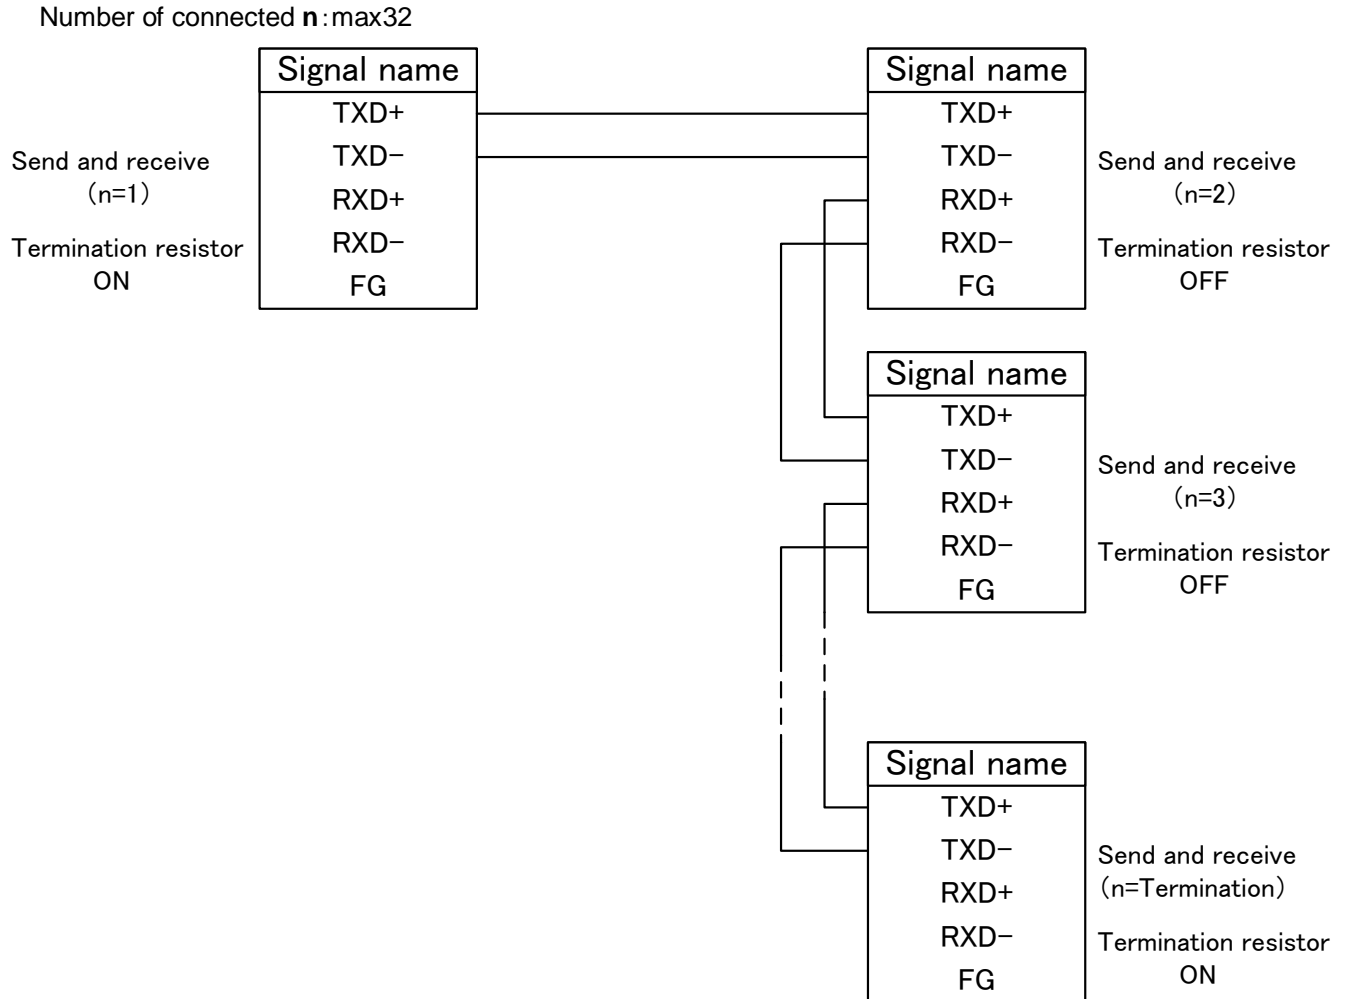 Number of connected n:max32
Signal name
TXD+
TXD-
RXD+
RXD-
FG
Send and receive
(n=1)
Termination resistor
ON
Signal name
TXD+
TXD-
RXD+
RXD-
FG
Send and receive
(n=2)
Termination resistor
OFF
Signal name
TXD+
TXD-
RXD+
RXD-
FG
Send and receive
(n=3)
Termination resistor
OFF
Signal name
TXD+
TXD-
RXD+
RXD-
FG
Send and receive
(n=Termination)
Termination resistor
ON